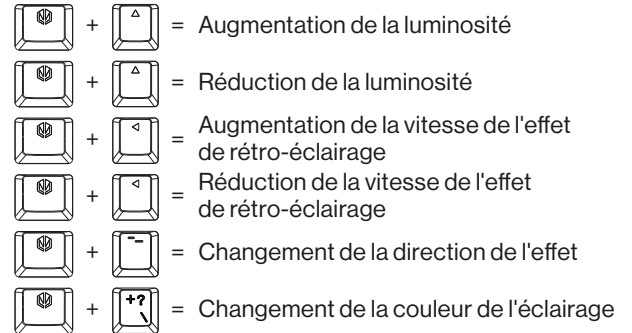 + = Augmentation de la luminosité
+ = Réduction de la luminosité
+ = Augmentation de la vitesse de l'effet
de rétro-éclairage
+ = Réduction de la vitesse de l'effet
de rétro-éclairage
+ -_ = Changement de la direction de l'effet
+ +? \ = Changement de la couleur de l'éclairage